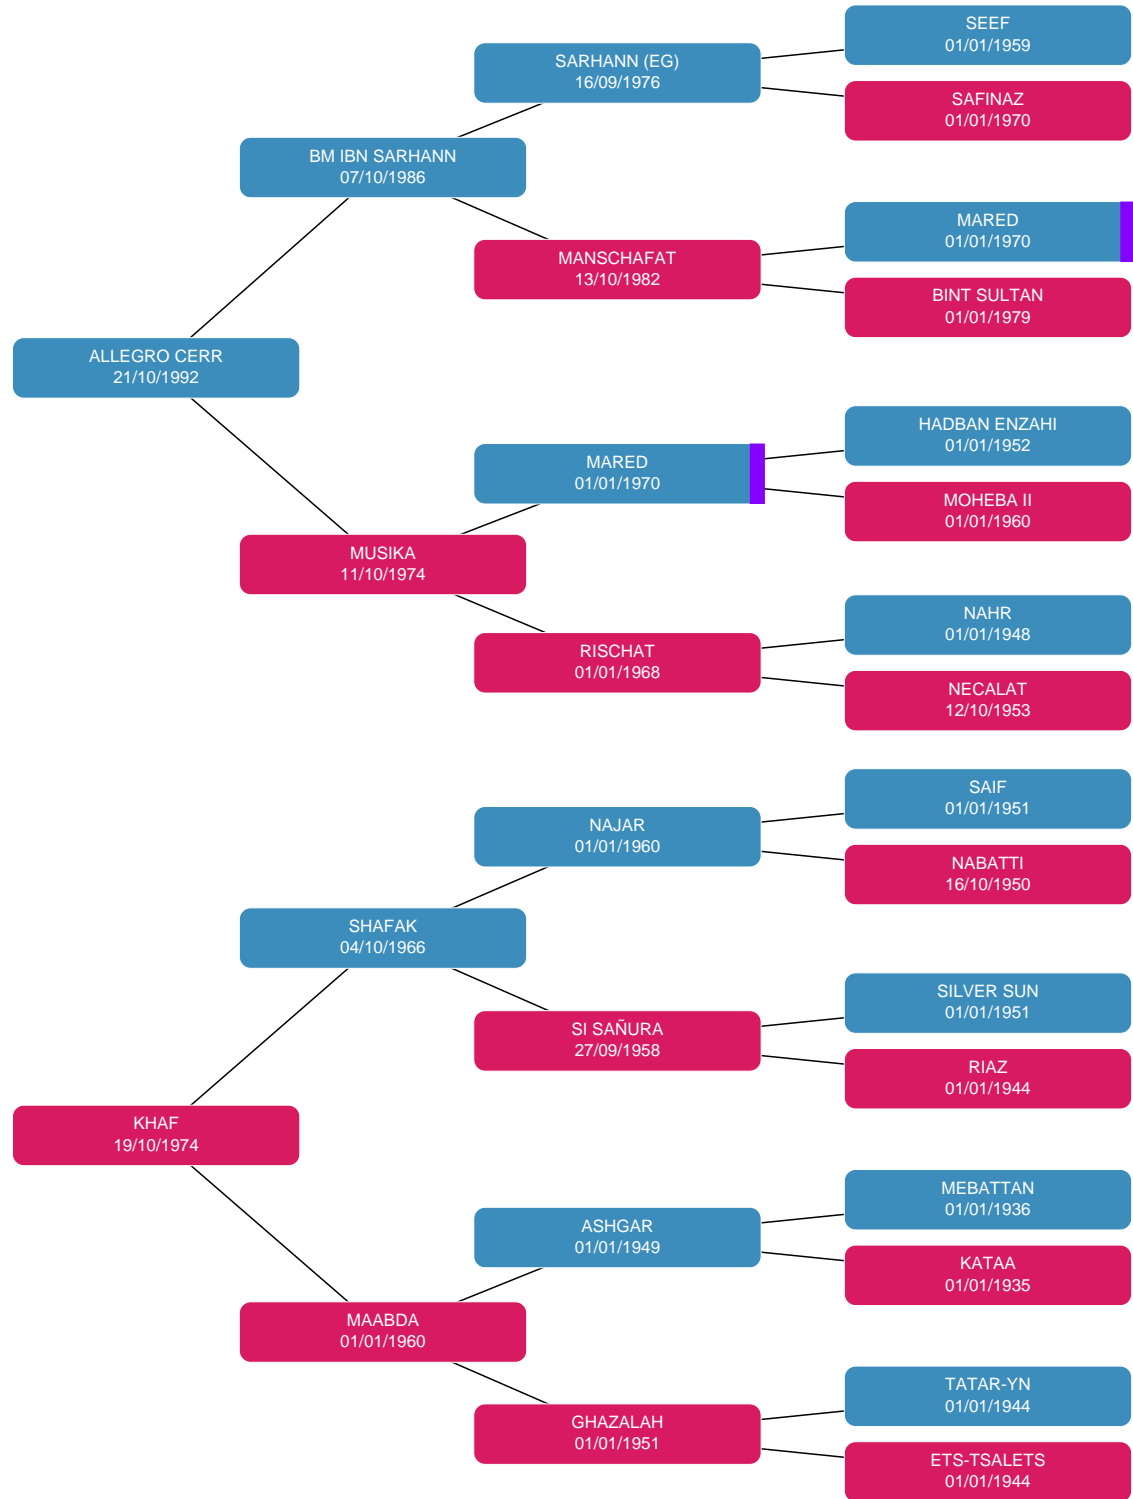 SEEF
01/01/1959
SARHANN (EG)
16/09/1976
SAFINAZ
01/01/1970
BM IBN SARHANN
07/10/1986
MARED
01/01/1970
MANSCHAFAT
13/10/1982
BINT SULTAN
01/01/1979
ALLEGRO CERR
21/10/1992
HADBAN ENZAHI
01/01/1952
MARED
01/01/1970
MOHEBA II
01/01/1960
MUSIKA
11/10/1974
NAHR
01/01/1948
RISCHAT
01/01/1968
NECALAT
12/10/1953
SAIF
01/01/1951
NAJAR
01/01/1960
NABATTI
16/10/1950
SHAFAK
04/10/1966
SILVER SUN
01/01/1951
SI SAÑURA
27/09/1958
RIAZ
01/01/1944
KHAF
19/10/1974
MEBATTAN
01/01/1936
ASHGAR
01/01/1949
KATAA
01/01/1935
MAABDA
01/01/1960
TATAR-YN
01/01/1944
GHAZALAH
01/01/1951
ETS-TSALETS
01/01/1944